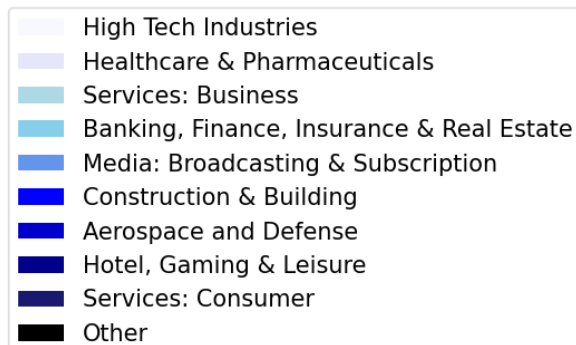 High Tech Industries
Healthcare & Pharmaceuticals
Services: Business
Banking, Finance, Insurance & Real Estate
Media: Broadcasting & Subscription
Construction & Building
Aerospace and Defense
Hotel, Gaming & Leisure
Services: Consumer
Other